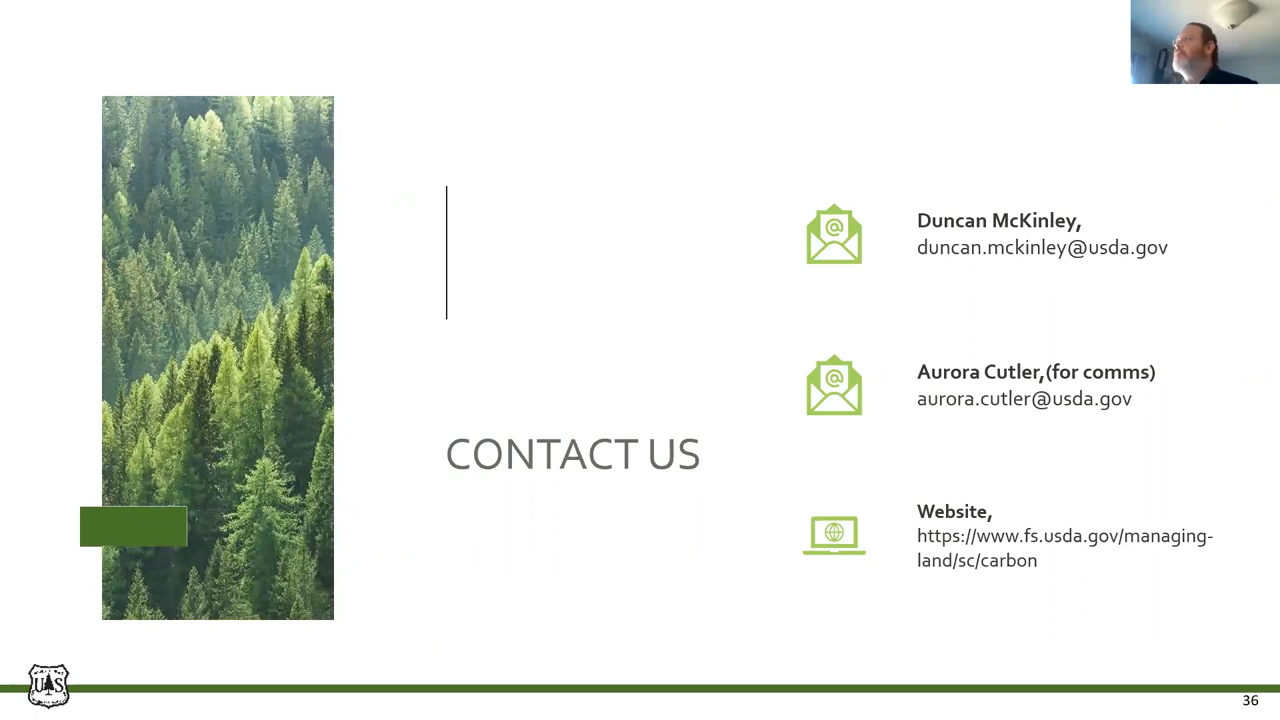 Duncan McKinley,
duncan.mckinley@usda.gov
Aurora Cutler,(for comms)
aurora.cutler@usda.gov
CONTACT US
Website,
https://www.fs.usda.gov/managing-
land/sc/carbon
U S
36